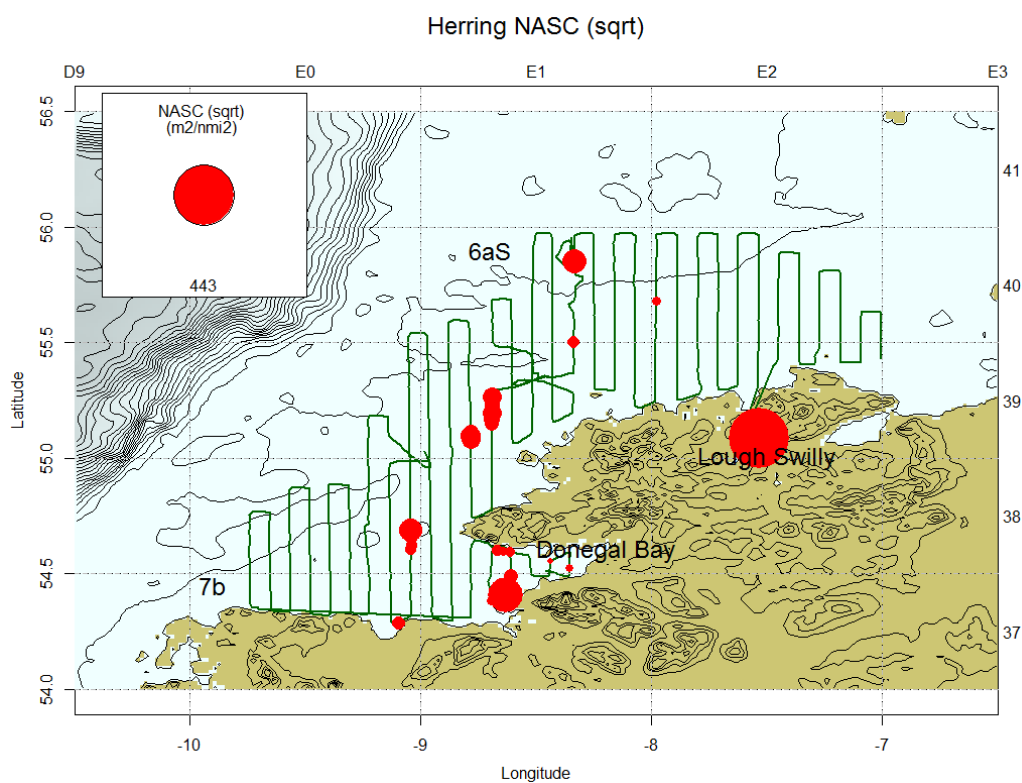 Herring NASC (sqrt)
D9 E0 E1 E2 E3
NASC (sqrt)
(m2/nmi2)
443
56.5
56.0
55.5
55.0
54.5
54.0
Latitude
41
40
39
38
37
6aS
Lough Swilly
Donegal Bay
7b
-10 -9 -8 -7
Longitude